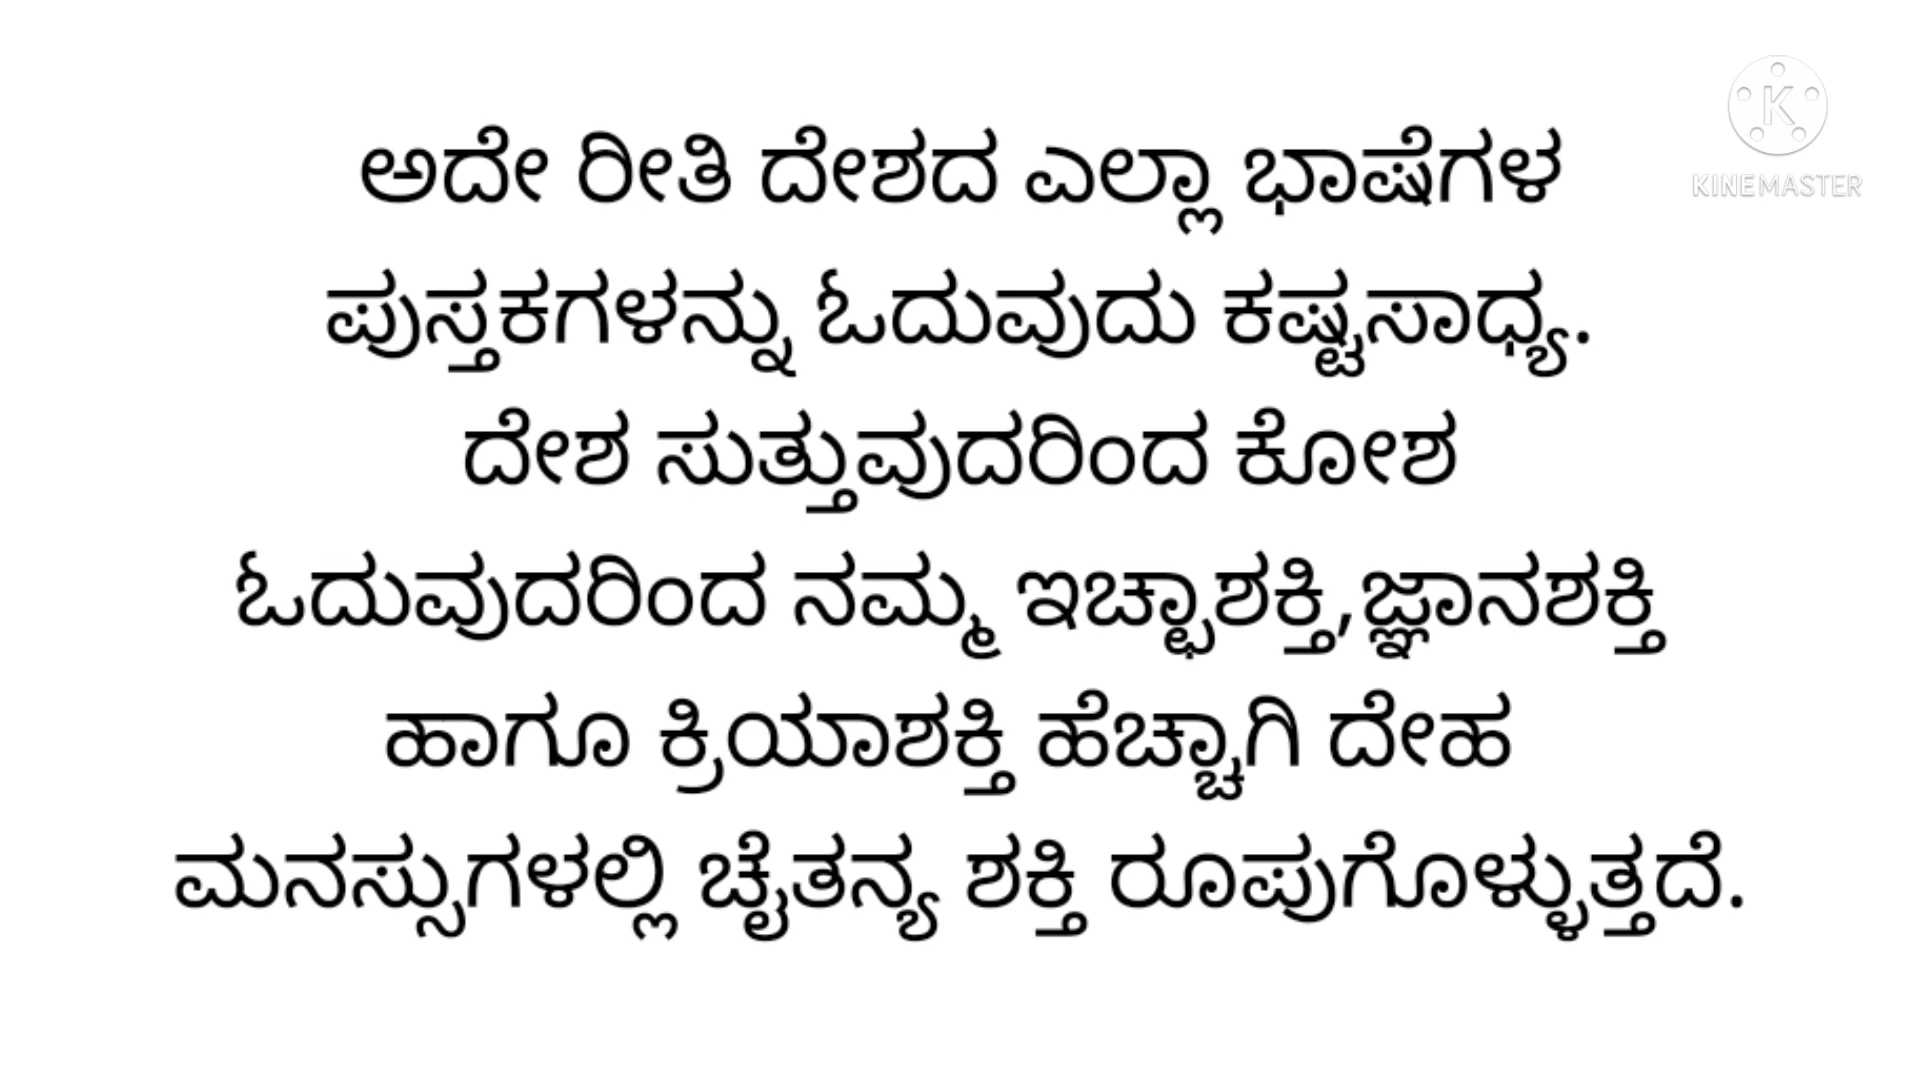 ಅದೇ ರೀತಿ ದೇಶದ ಎಲ್ಲಾ ಭಾಷೆಗಳ
ಪುಸ್ತಕಗಳನ್ನು ಓದುವುದು ಕಷ್ಟಸಾಧ್ಯ.
ದೇಶ ಸುತ್ತುವುದರಿಂದ ಕೋಶ
ಓದುವುದರಿಂದ ನಮ್ಮ ಇಚ್ಛಾಶಕ್ತಿ,ಜ್ಞಾನಶಕ್ತಿ
ಹಾಗೂ ಕ್ರಿಯಾಶಕ್ತಿ ಹೆಚ್ಚಾಗಿ ದೇಹ
ಮನಸ್ಸುಗಳಲ್ಲಿ ಚೈತನ್ಯ ಶಕ್ತಿ ರೂಪುಗೊಳ್ಳುತ್ತದೆ.
K
KINEMASTER